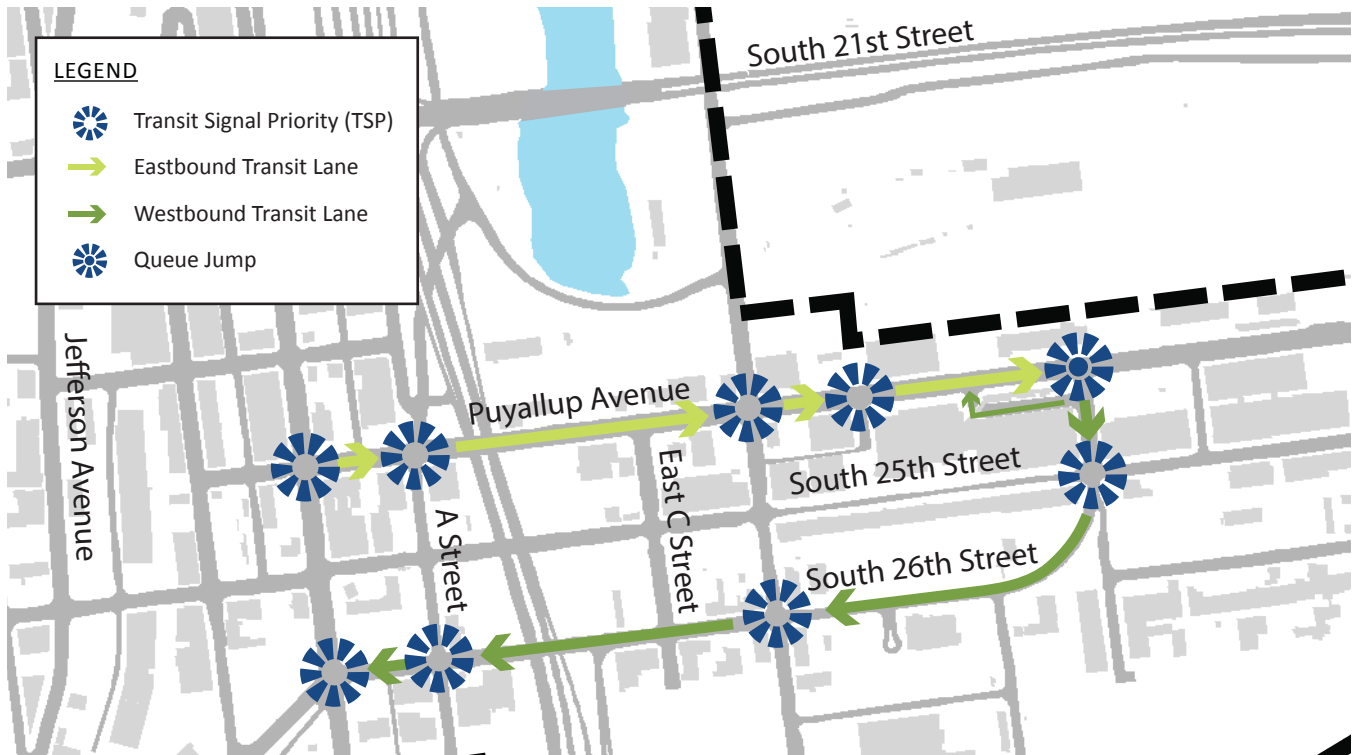 LEGEND
Transit Signal Priority (TSP)
Eastbound Transit Lane
Westbound Transit Lane
Queue Jump
South 21st Street
Jefferson Avenue
Puyallup Avenue
A Street
East C Street
South 25th Street
South 26th Street